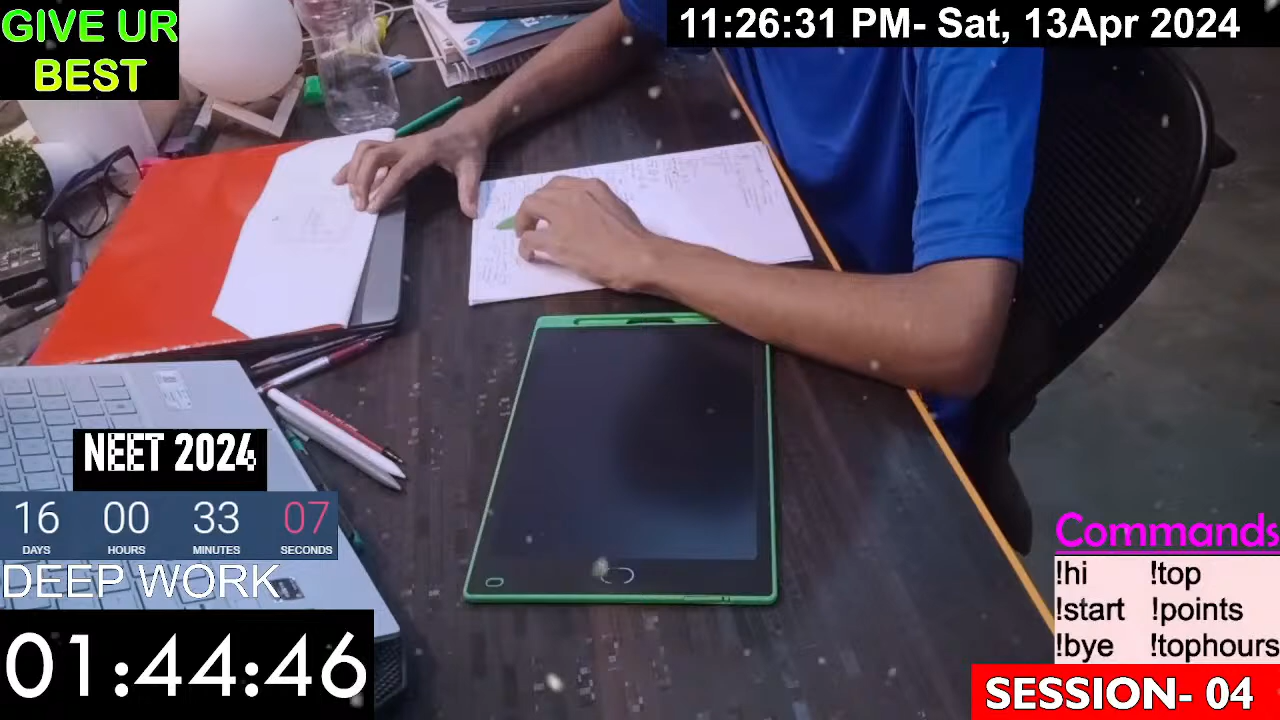 GIVE UR
BEST
11:26:31 PM- Sat, 13Apr 2024
NEET 2024
16 00 33 07
DAYS HOURS MINUTES SECONDS
DEEP WORK
01:44:46
Commands
!hi !top
!start !points
!bye !tophours
SESSION- 04